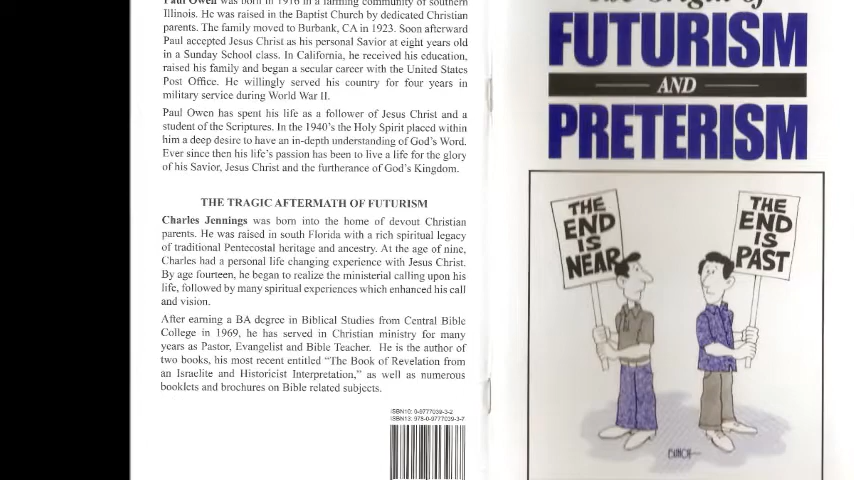 Paul Owen was born in 1916 in a farming community of southern
Illinois. He was raised in the Baptist Church by dedicated Christian
parents. The family moved to Burbank, CA in 1923. Soon afterward
Paul accepted Jesus Christ as his personal Savior at eight years old
in a Sunday School class. In California, he received his education,
raised his family and began a secular career with the United States
Post Office. He willingly served his country for four years in
military service during World War II.
Paul Owen has spent his life as a follower of Jesus Christ and a
student of the Scriptures. In the 1940's the Holy Spirit placed within
him a deep desire to have an in-depth understanding of God's Word.
Ever since then his life's passion has been to live a life for the glory
of his Savior, Jesus Christ and the furtherance of God's Kingdom.
THE TRAGIC AFTERMATH OF FUTURISM
Charles Jennings was born into the home of devout Christian
parents. He was raised in south Florida with a rich spiritual legacy
of traditional Pentecostal heritage and ancestry. At the age of nine,
Charles had a personal life changing experience with Jesus Christ.
By age fourteen, he began to realize the ministerial calling upon his
life, followed by many spiritual experiences which enhanced his call
and vision.
After earning a BA degree in Biblical Studies from Central Bible
College in 1969, he has served in Christian ministry for many
years as Pastor, Evangelist and Bible Teacher. He is the author of
two books, his most recent entitled “The Book of Revelation from
an Israelite and Historicist Interpretation,” as well as numerous
booklets and brochures on Bible related subjects.
ISBN10: 0-9777039-3-2
ISBN13: 978-0-9777039-3-7
The Origin of
FUTURISM
AND
PRETERISM
THE
END
IS
NEAR
THE
END
IS
PAST